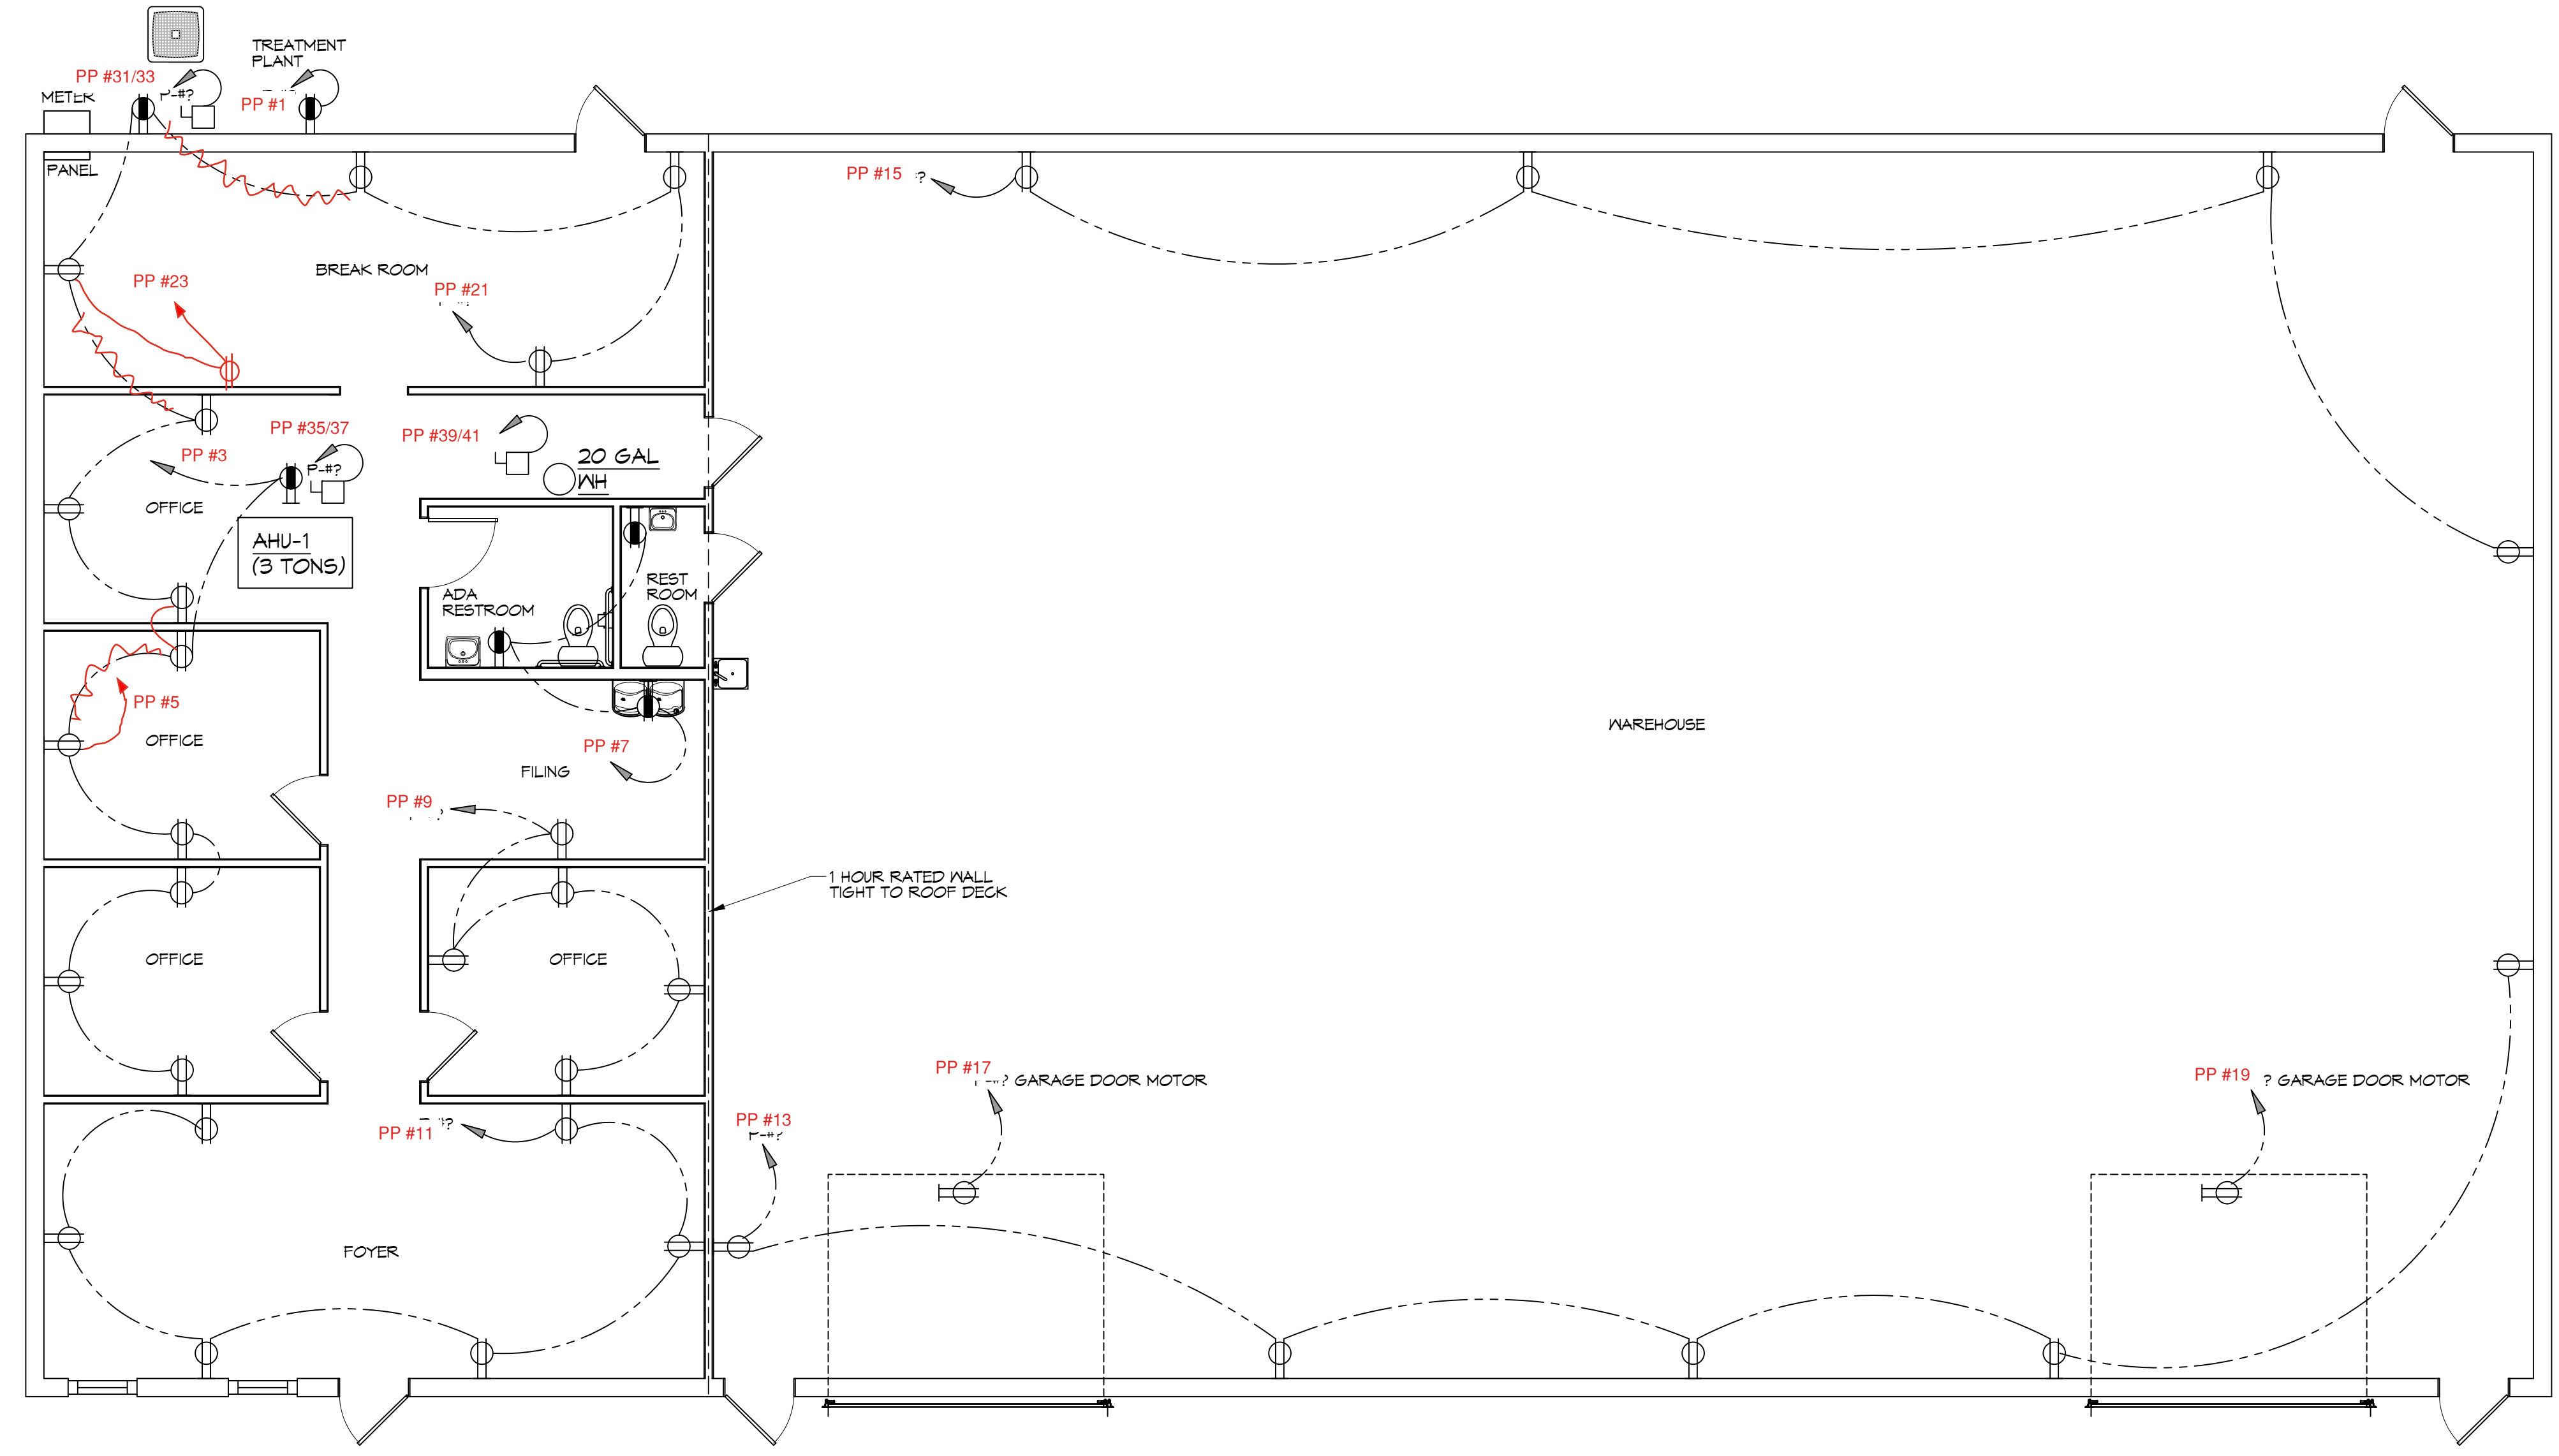 TREATMENT
PLANT
PP #31/33
P-#?
PP #1
METER
PANEL
PP #15
BREAK ROOM
PP #23
PP #21
PP #35/37
PP #39/41
PP #3
P-#?
20 GAL
WH
OFFICE
AHU-1
(3 TONS)
REST
ROOM
ADA
RESTROOM
PP #5
WAREHOUSE
OFFICE
PP #7
FILING
PP #9
1 HOUR RATED WALL
TIGHT TO ROOF DECK
OFFICE
OFFICE
PP #17
? GARAGE DOOR MOTOR
PP #19
? GARAGE DOOR MOTOR
PP #13
P-#?
PP #11
FOYER